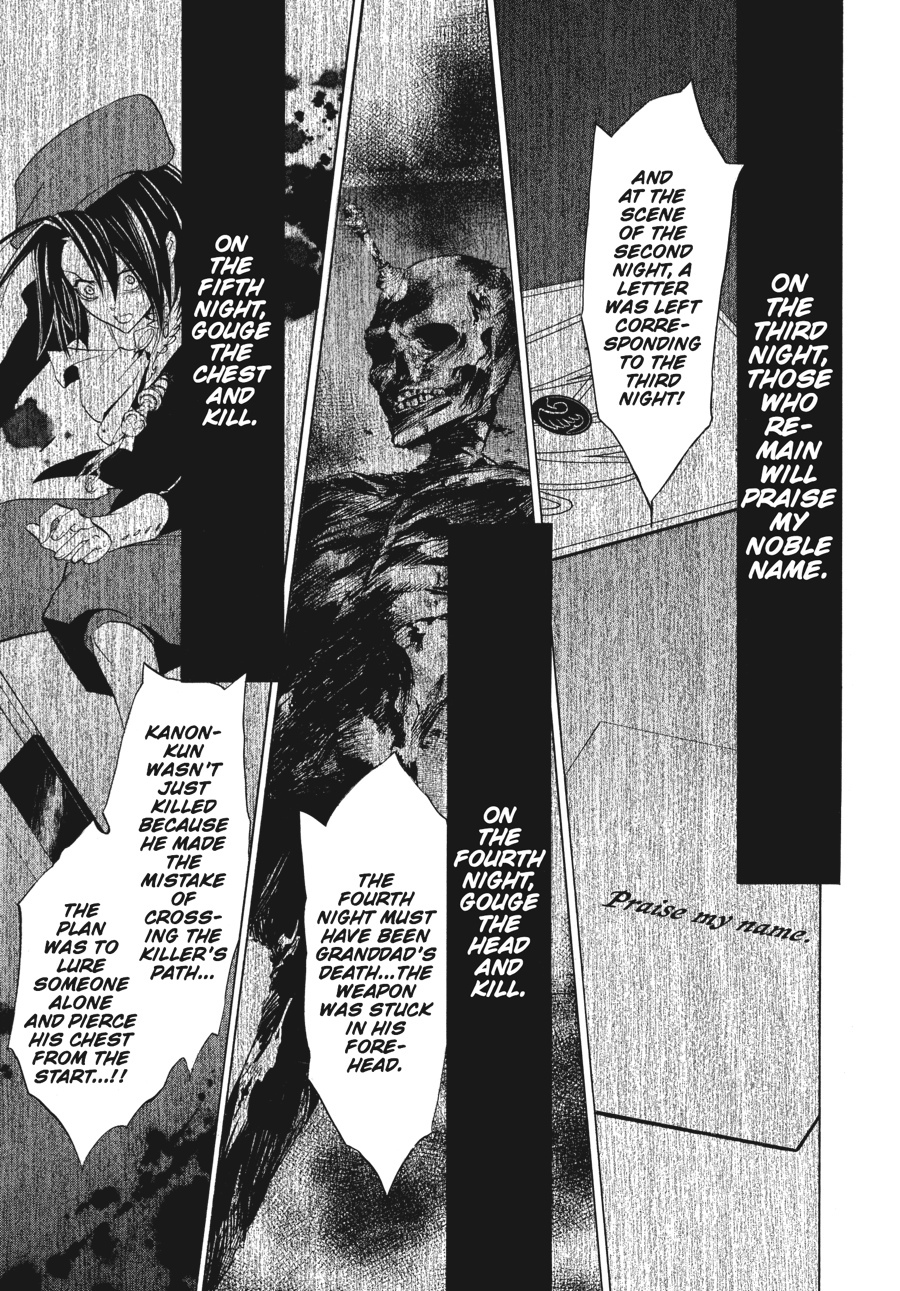 ON
THE
THIRD
NIGHT,
THOSE
WHO
RE-
MAIN
WILL
PRAISE
MY
NOBLE
NAME.
AND
AT THE
SCENE
OF THE
SECOND
NIGHT, A
LETTER
WAS LEFT
CORRE-
SPONDING
TO THE
THIRD
NIGHT!
Praise my name.
ON
THE
FOURTH
NIGHT,
GOUGE
THE
HEAD
AND
KILL.
THE
FOURTH
NIGHT MUST
HAVE BEEN
GRANDDAD'S
DEATH...THE
WEAPON
WAS STUCK
IN HIS
FORE-
HEAD.
ON
THE
FIFTH
NIGHT,
GOUGE
THE
CHEST
AND
KILL.
KANON-
KUN
WASN'T
JUST
KILLED
BECAUSE
HE MADE
THE
MISTAKE
OF
CROSS-
ING THE
KILLER'S
PATH...
THE
PLAN
WAS TO
LURE
SOMEONE
ALONE
AND PIERCE
HIS CHEST
FROM THE
START...!!